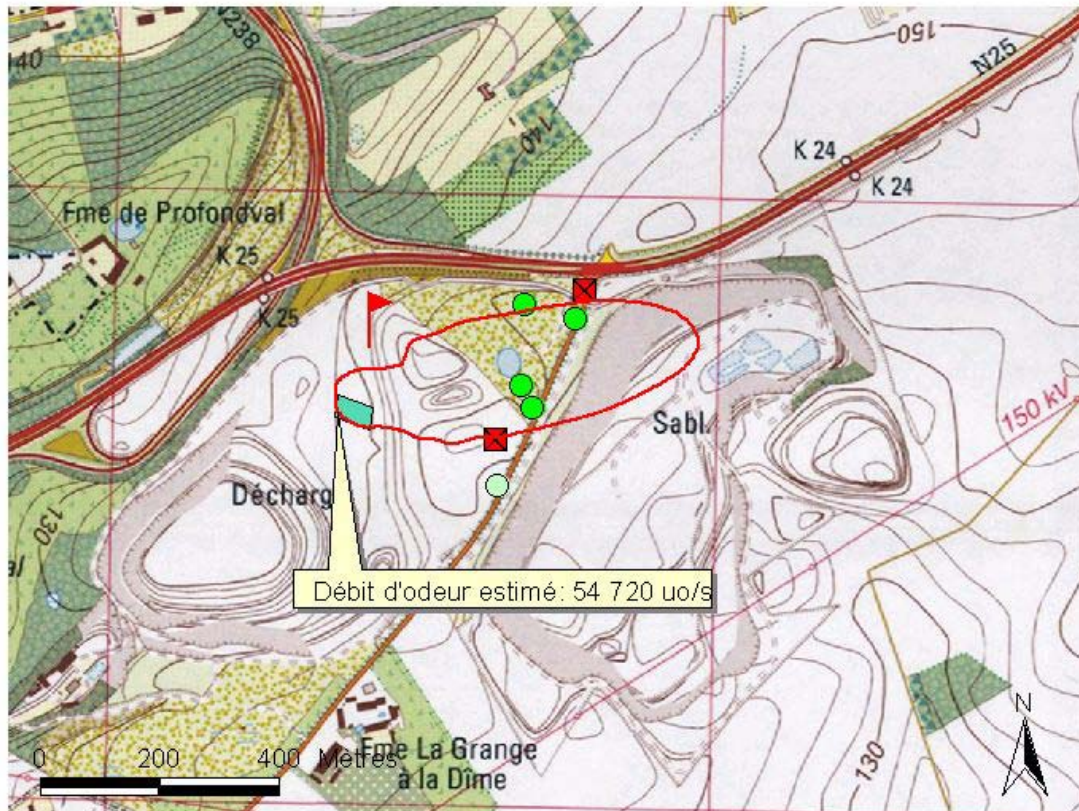 N238
140
150
N25
140
K 24
K 24
Fme de Profondval
K 25
K 25
Sabl.
150 kV
Décharg
130
Débit d'odeur estimé: 54 720 uo/s
N
0 200 400 Mètres
Fme La Grange
à la Dîme
130